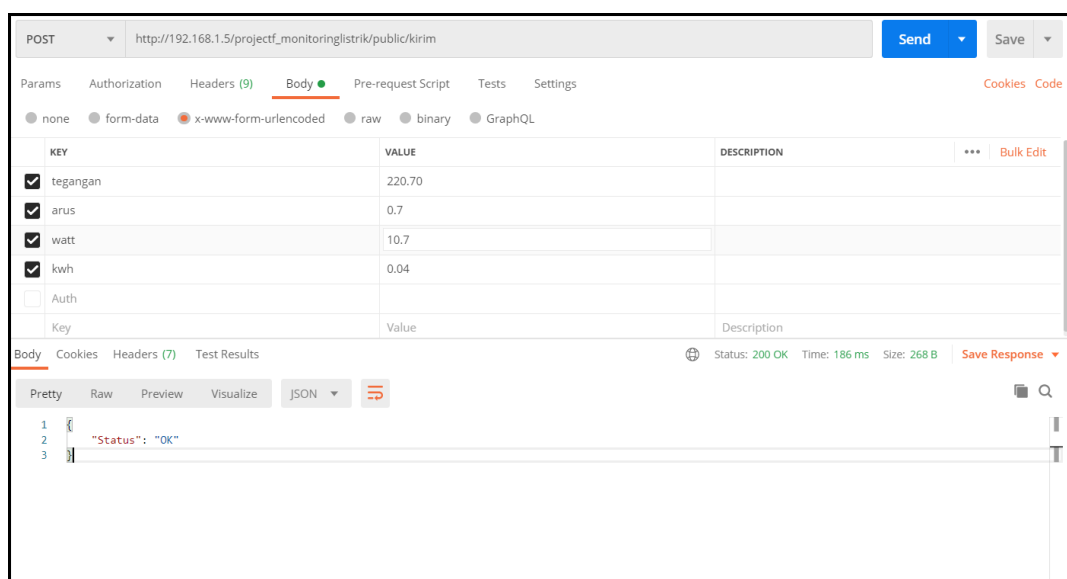 POST http://192.168.1.5/projectf_monitoringlistrik/public/kirim Send Save
Params Authorization Headers (9) Body Pre-request Script Tests Settings Cookies Code
none form-data x-www-form-urlencoded raw binary GraphQL
KEY VALUE DESCRIPTION ••• Bulk Edit
tegangan 220.70
arus 0.7
watt 10.7
kwh 0.04
Auth
Key Value Description
Body Cookies Headers (7) Test Results Status: 200 OK Time: 186 ms Size: 268 B Save Response
Pretty Raw Preview Visualize JSON
1 {
2 "Status": "OK"
3 }